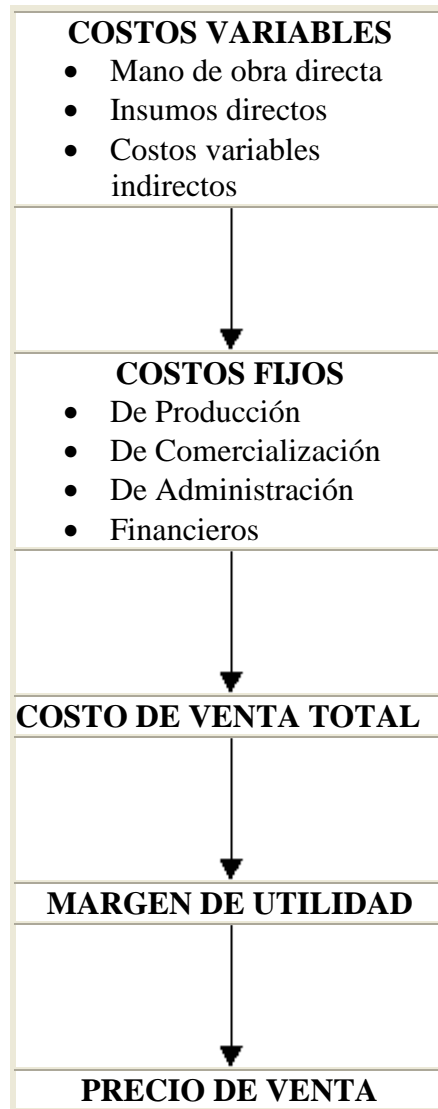 COSTOS VARIABLES
• Mano de obra directa
• Insumos directos
• Costos variables
indirectos
COSTOS FIJOS
• De Producción
• De Comercialización
• De Administración
• Financieros
COSTO DE VENTA TOTAL
MARGEN DE UTILIDAD
PRECIO DE VENTA